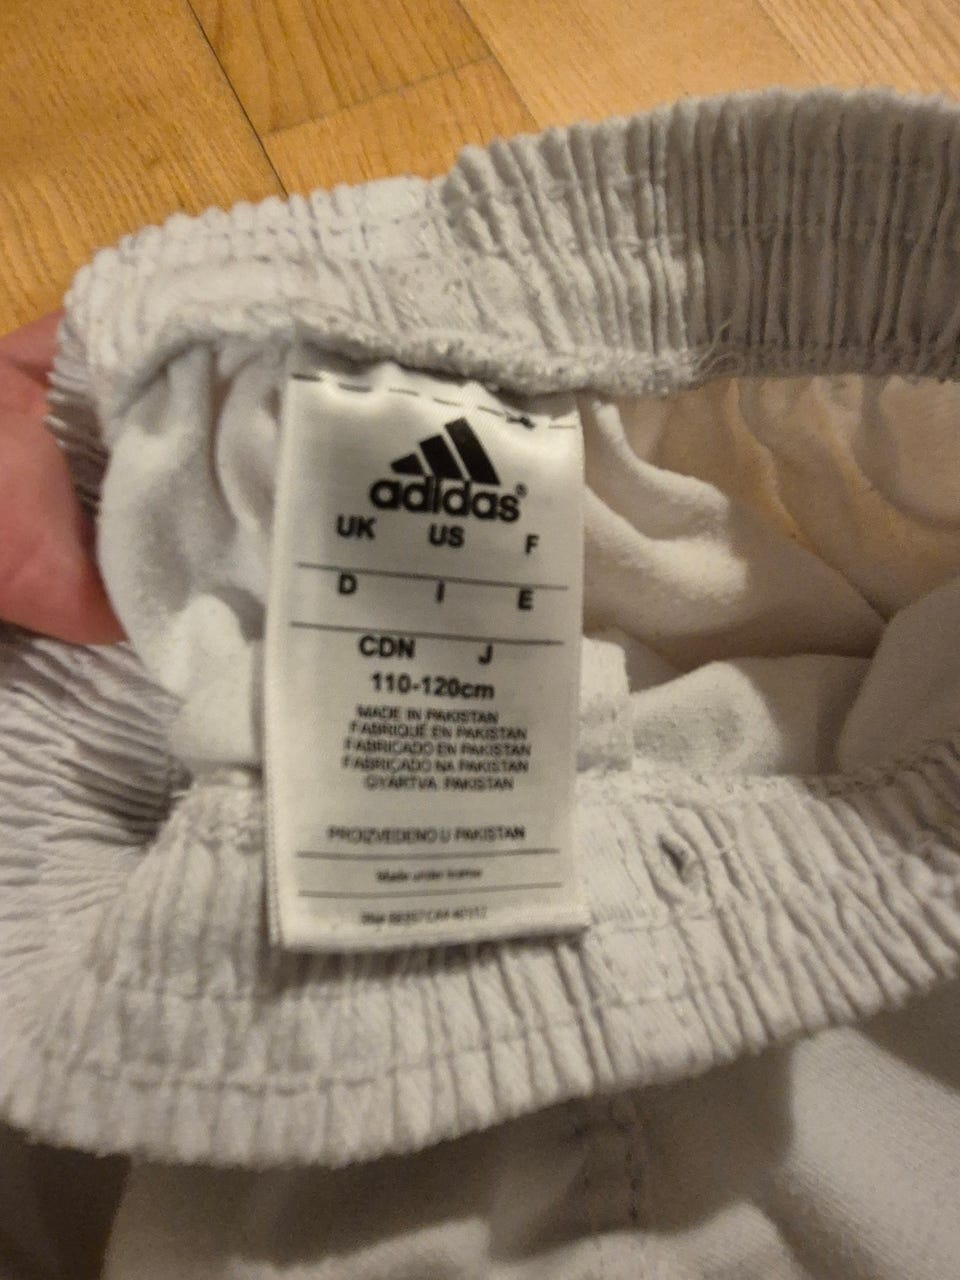 adidas®
UK US F
D I E
CDN J
110-120cm
MADE IN PAKISTAN
FABRIQUÉ EN PAKISTAN
FABRICADO EN PAKISTAN
FABRICADO NA PAKISTAN
GYÁRTVA: PAKISTAN
PROIZVEDENO U PAKISTAN
Made under license